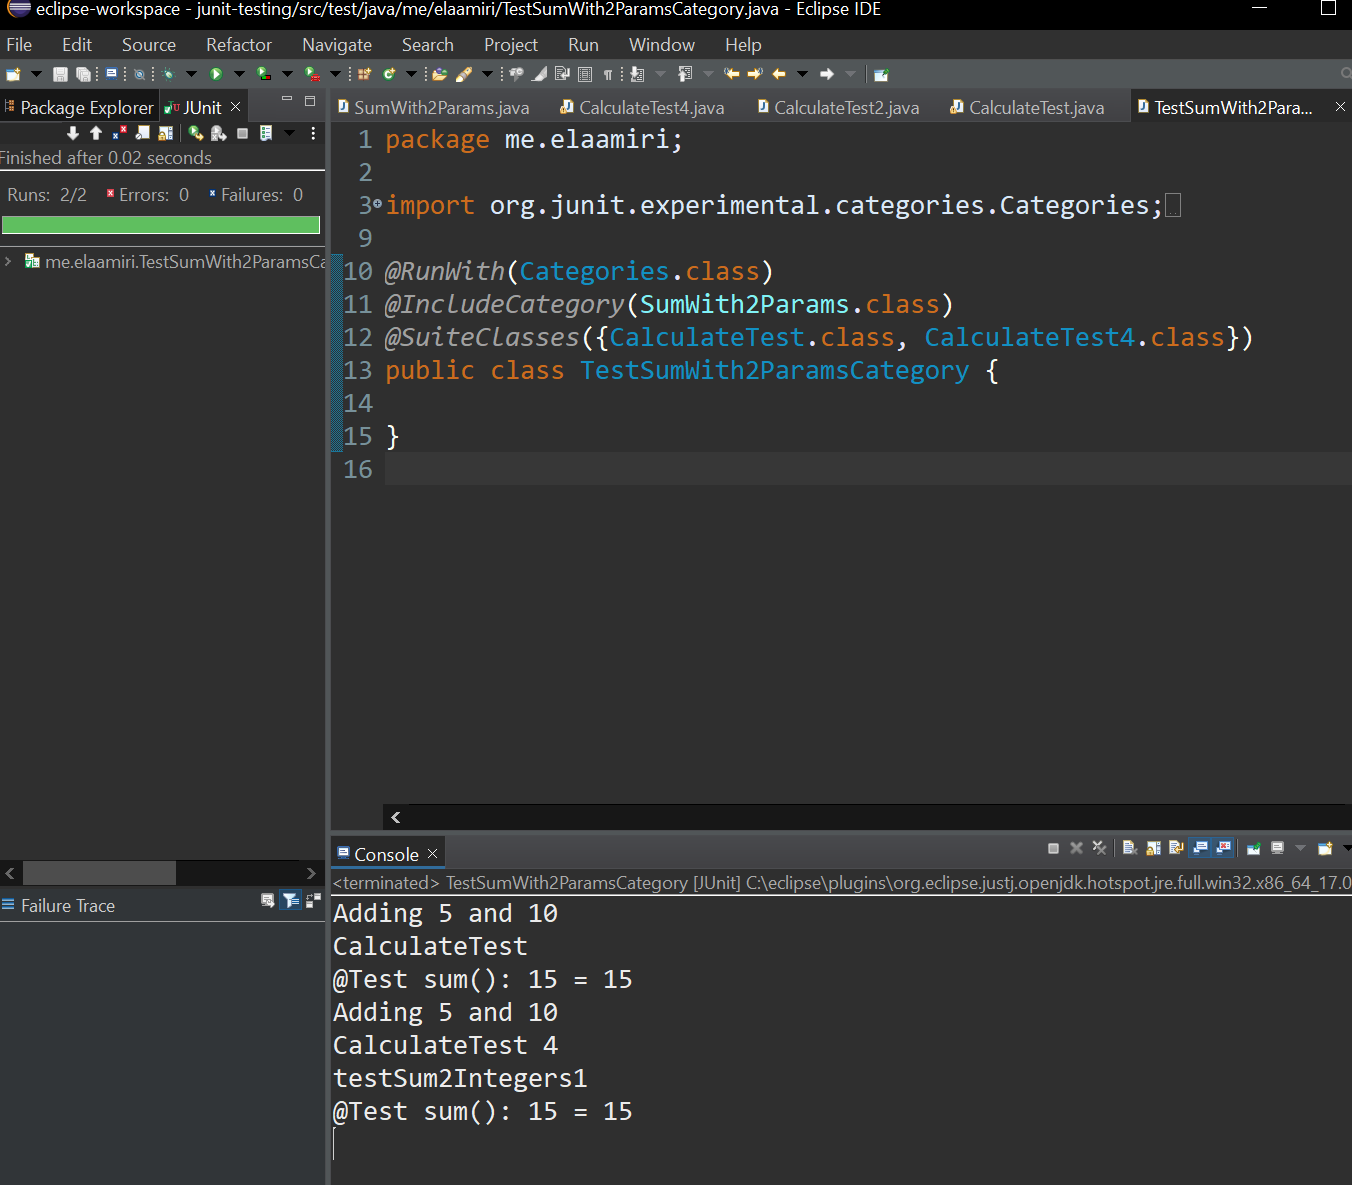 eclipse-workspace - junit-testing/src/test/java/me/elaamiri/TestSumWith2ParamsCategory.java - Eclipse IDE
File Edit Source Refactor Navigate Search Project Run Window Help
Package Explorer JUnit
Finished after 0.02 seconds
Runs: 2/2 Errors: 0 Failures: 0
me.elaamiri.TestSumWith2ParamsCa
Failure Trace
SumWith2Params.java CalculateTest4.java CalculateTest2.java CalculateTest.java TestSumWith2Para...
1 package me.elaamiri;
2
3 import org.junit.experimental.categories.Categories;
9
10 @RunWith(Categories.class)
11 @IncludeCategory(SumWith2Params.class)
12 @SuiteClasses({CalculateTest.class, CalculateTest4.class})
13 public class TestSumWith2ParamsCategory {
14
15 }
16
Console
<terminated> TestSumWith2ParamsCategory [JUnit] C:\eclipse\plugins\org.eclipse.justj.openjdk.hotspot.jre.full.win32.x86_64_17.0
Adding 5 and 10
CalculateTest
@Test sum(): 15 = 15
Adding 5 and 10
CalculateTest 4
testSum2Integers1
@Test sum(): 15 = 15